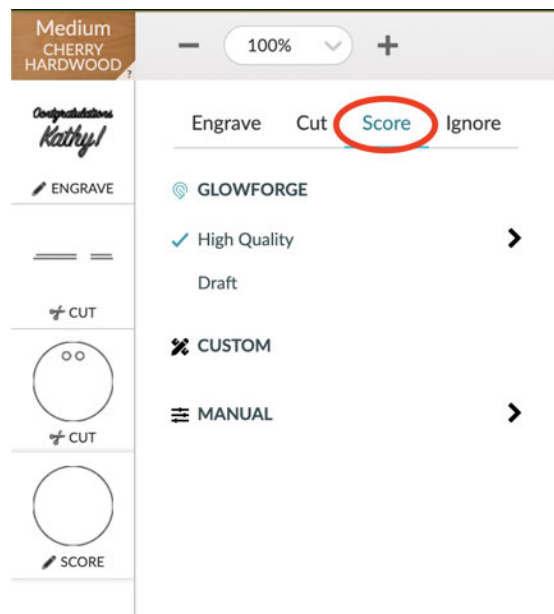 Medium
CHERRY
HARDWOOD
?
100%
Congratulations
Kathy!
ENGRAVE
CUT
CUT
SCORE
Engrave Cut Score Ignore
GLOWFORGE
High Quality
Draft
CUSTOM
MANUAL